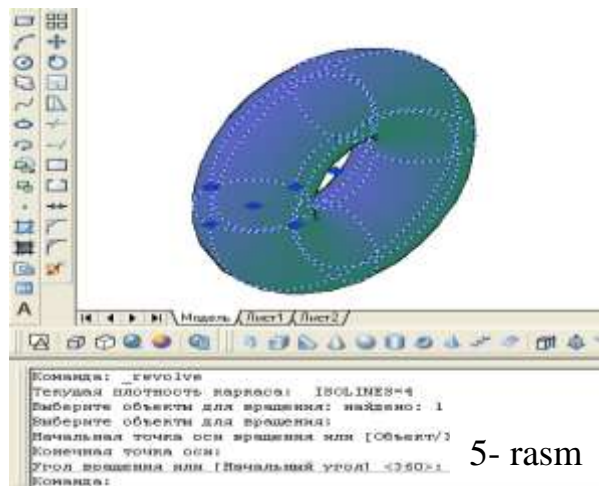 A
Модель Лист1 Лист2
Команда: _revolve
Текущая плотность каркаса: ISOLINES=4
Выберите объекты для вращения: найдено: 1
Выберите объекты для вращения:
Начальная точка оси вращения или [Объект/
Конечная точка оси:
Угол вращения или [Начальный угол] <360>:
Команда:
5- rasm